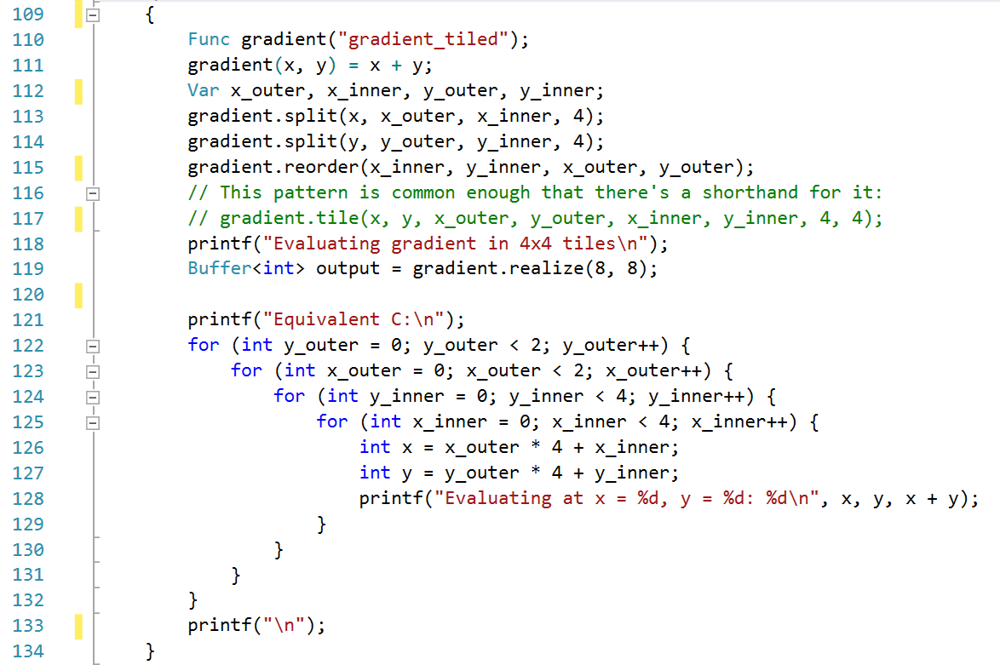 109 {
110 Func gradient("gradient_tiled");
111 gradient(x, y) = x + y;
112 Var x_outer, x_inner, y_outer, y_inner;
113 gradient.split(x, x_outer, x_inner, 4);
114 gradient.split(y, y_outer, y_inner, 4);
115 gradient.reorder(x_inner, y_inner, x_outer, y_outer);
116 // This pattern is common enough that there's a shorthand for it:
117 // gradient.tile(x, y, x_outer, y_outer, x_inner, y_inner, 4, 4);
118 printf("Evaluating gradient in 4x4 tiles\n");
119 Buffer<int> output = gradient.realize(8, 8);
120
121 printf("Equivalent C:\n");
122 for (int y_outer = 0; y_outer < 2; y_outer++) {
123 for (int x_outer = 0; x_outer < 2; x_outer++) {
124 for (int y_inner = 0; y_inner < 4; y_inner++) {
125 for (int x_inner = 0; x_inner < 4; x_inner++) {
126 int x = x_outer * 4 + x_inner;
127 int y = y_outer * 4 + y_inner;
128 printf("Evaluating at x = %d, y = %d: %d\n", x, y, x + y);
129 }
130 }
131 }
132 }
133 printf("\n");
134 }